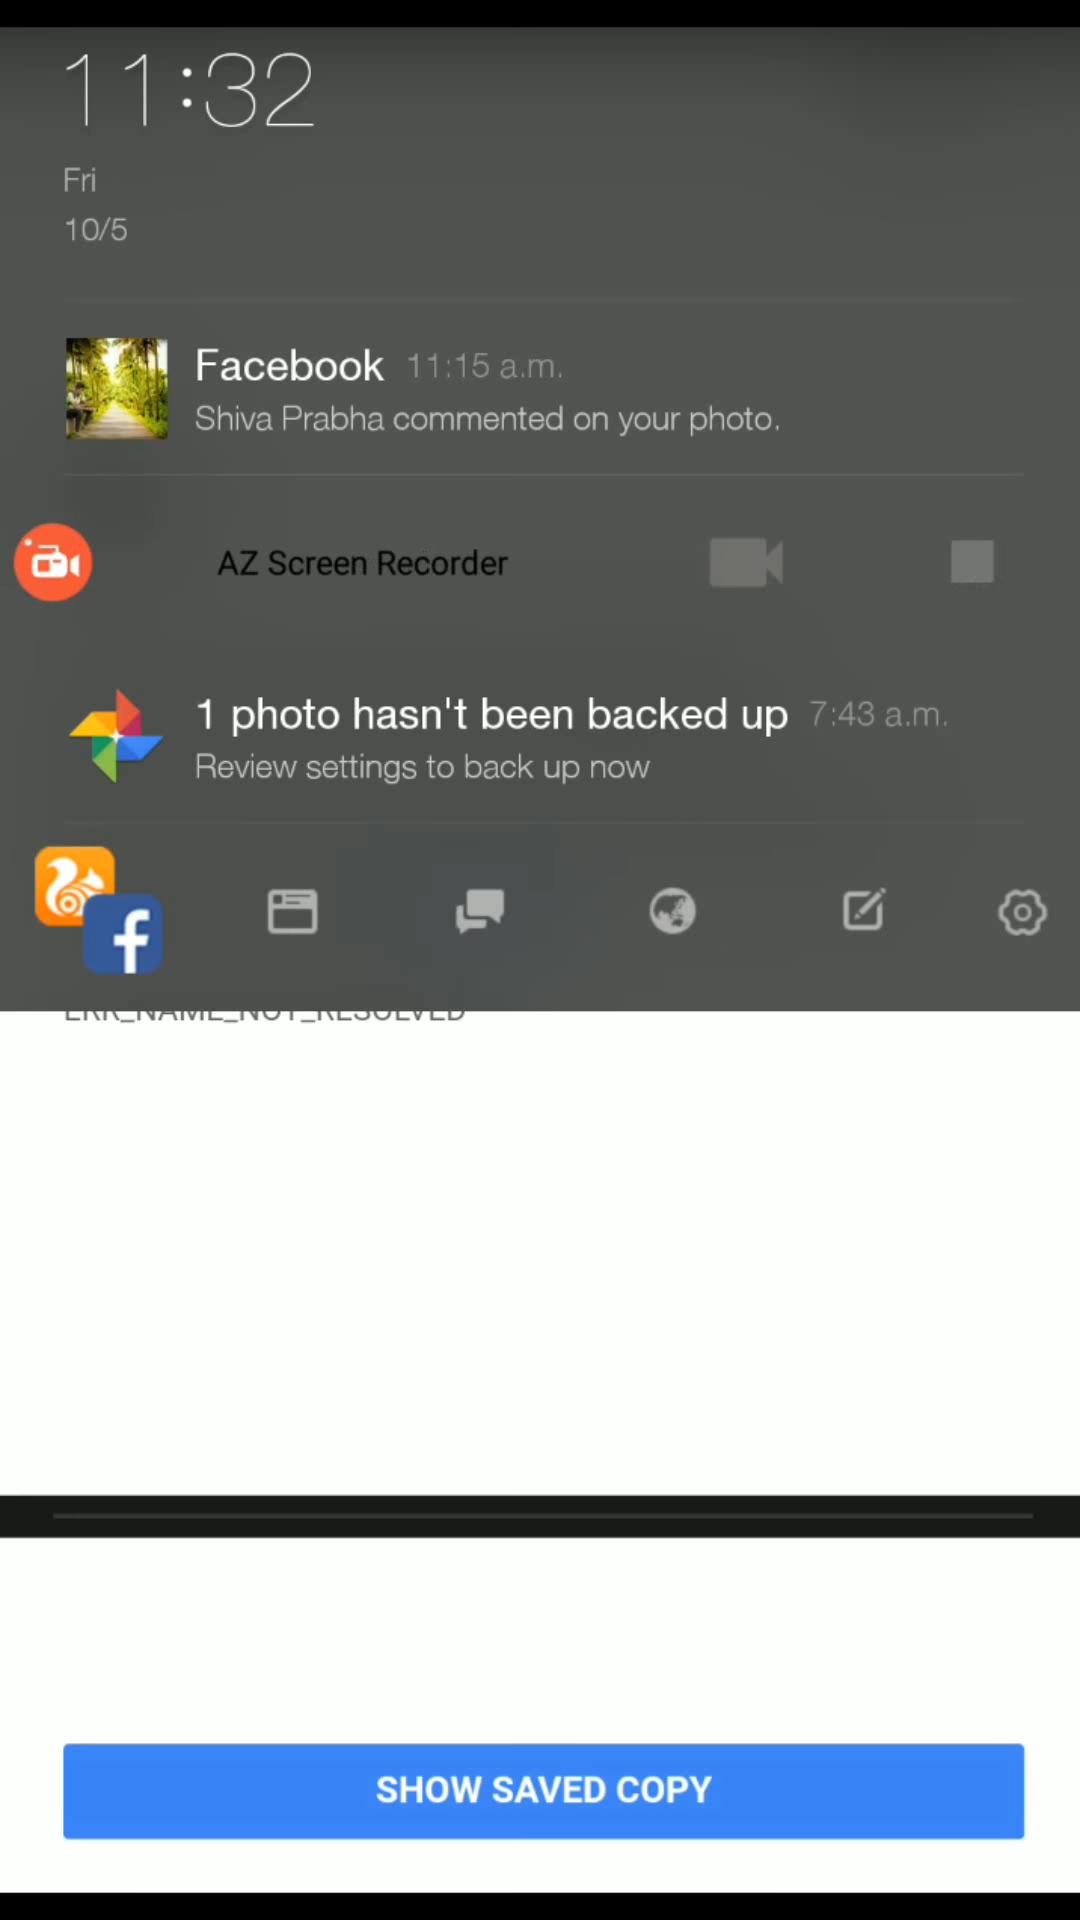 11:32
Fri
10/5
Facebook 11:15 a.m.
Shiva Prabha commented on your photo.
AZ Screen Recorder
1 photo hasn't been backed up 7:43 a.m.
Review settings to back up now
ERR_NAME_NOT_RESOLVED
SHOW SAVED COPY